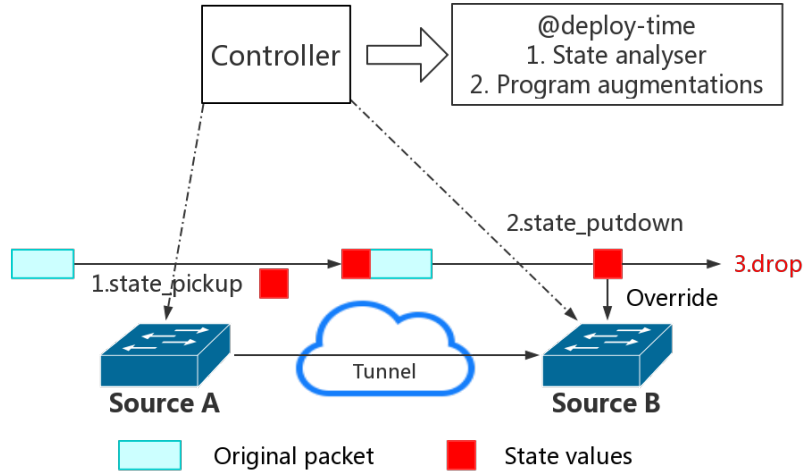 Controller
@deploy-time
1. State analyser
2. Program augmentations
2.state_putdown
1.state_pickup
3.drop
Override
Tunnel
Source A
Source B
Original packet
State values